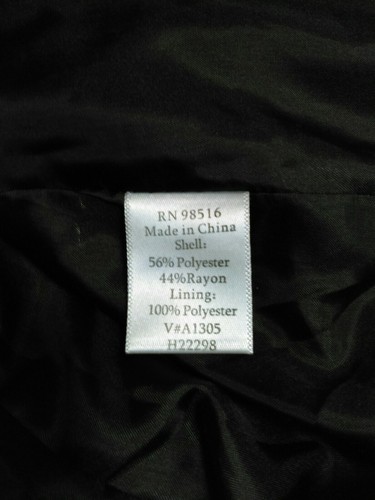 RN 98516
Made in China
Shell:
56% Polyester
44%Rayon
Lining:
100% Polyester
V#A1305
H22298